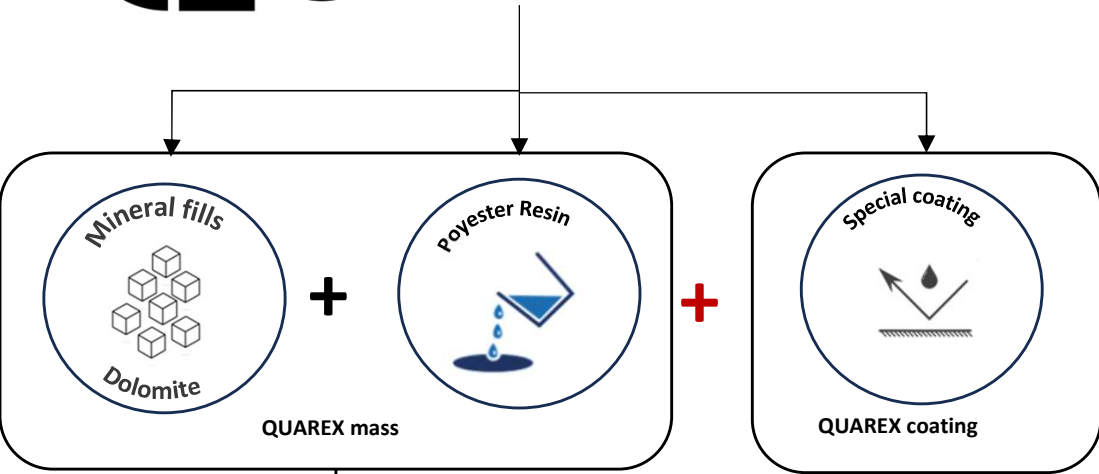 Mineral fills
Dolomite
+
Poyester Resin
QUAREX mass
+
Special coating
QUAREX coating